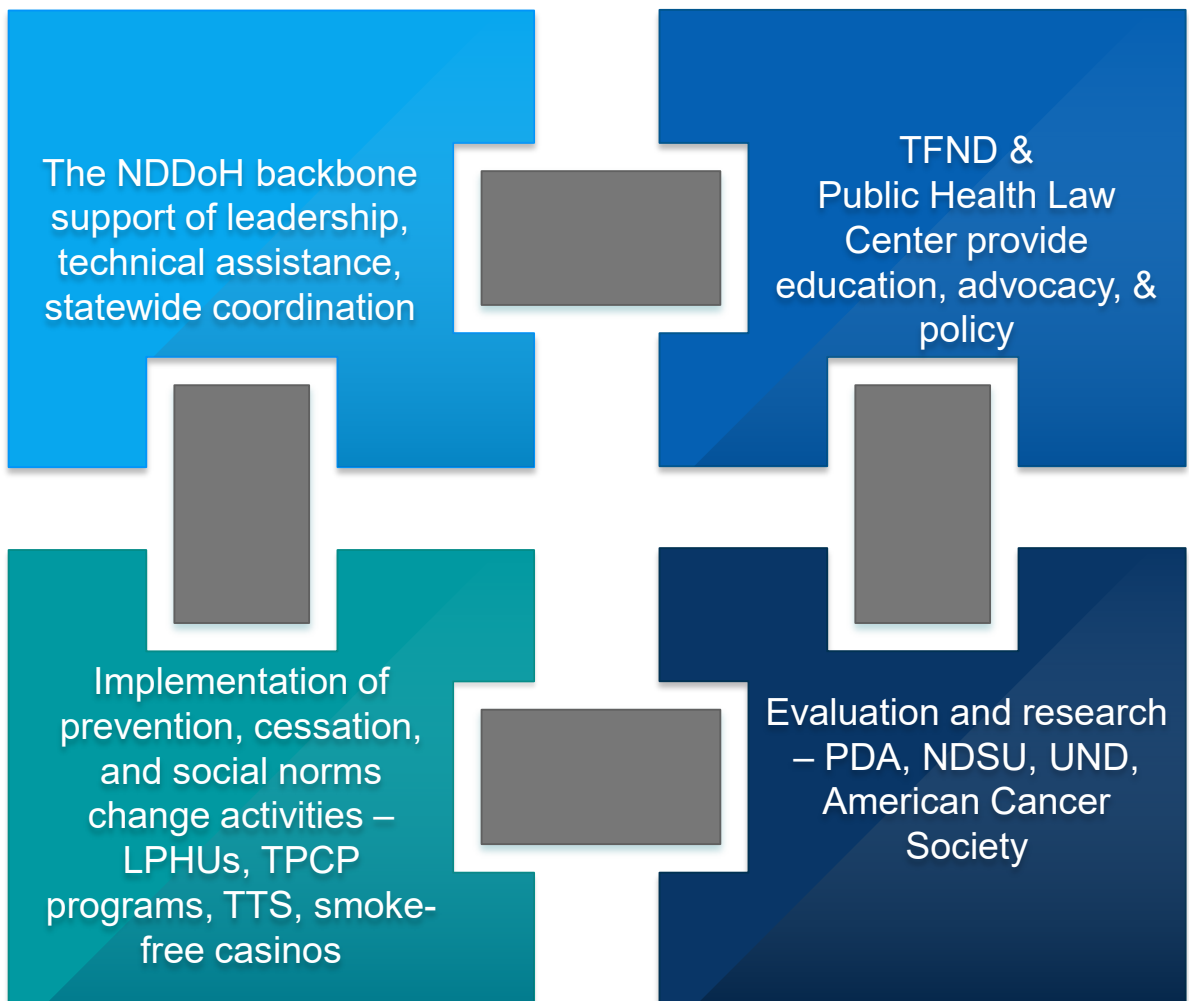 The NDDoH backbone
support of leadership,
technical assistance,
statewide coordination
TFND &
Public Health Law
Center provide
education, advocacy, &
policy
Implementation of
prevention, cessation,
and social norms
change activities –
LPHUs, TPCP
programs, TTS, smoke-
free casinos
Evaluation and research
– PDA, NDSU, UND,
American Cancer
Society